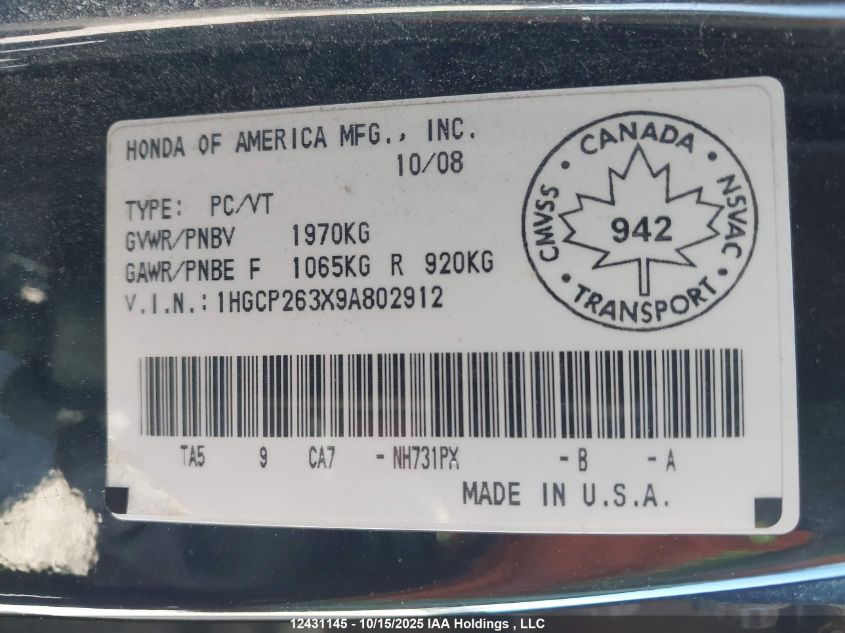 HONDA OF AMERICA MFG., INC.
10/08
TYPE: PC/VT
GVWR/PNBV 1970KG
GAWR/PNBE F 1065KG R 920KG
V.I.N.: 1HGCP263X9A802912
CANADA
CMVSS
942
NSVAC
TRANSPORT
TA5 9 CA7 - NH731PX - B - A
MADE IN U.S.A.
12431145 - 10/15/2025 IAA Holdings , LLC